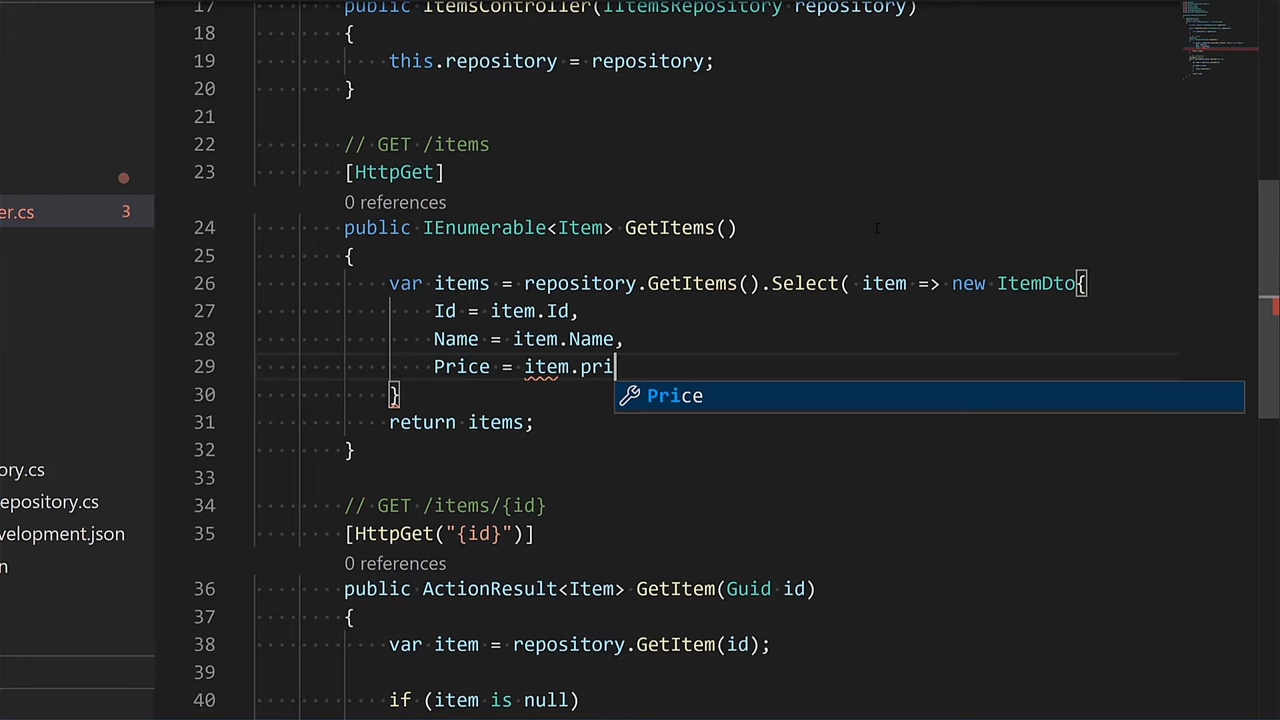 17 public ItemsController(IItemsRepository repository)
18 {
19 this.repository = repository;
20 }
21
22 // GET /items
23 [HttpGet]
0 references
24 public IEnumerable<Item> GetItems()
25 {
26 var items = repository.GetItems().Select( item => new ItemDto{
27 Id = item.Id,
28 Name = item.Name,
29 Price = item.pri
Price
30 }
31 return items;
32 }
33
34 // GET /items/{id}
35 [HttpGet("{id}")]
0 references
36 public ActionResult<Item> GetItem(Guid id)
37 {
38 var item = repository.GetItem(id);
39
40 if (item is null)
er.cs 3
ory.cs
epository.cs
velopment.json
n